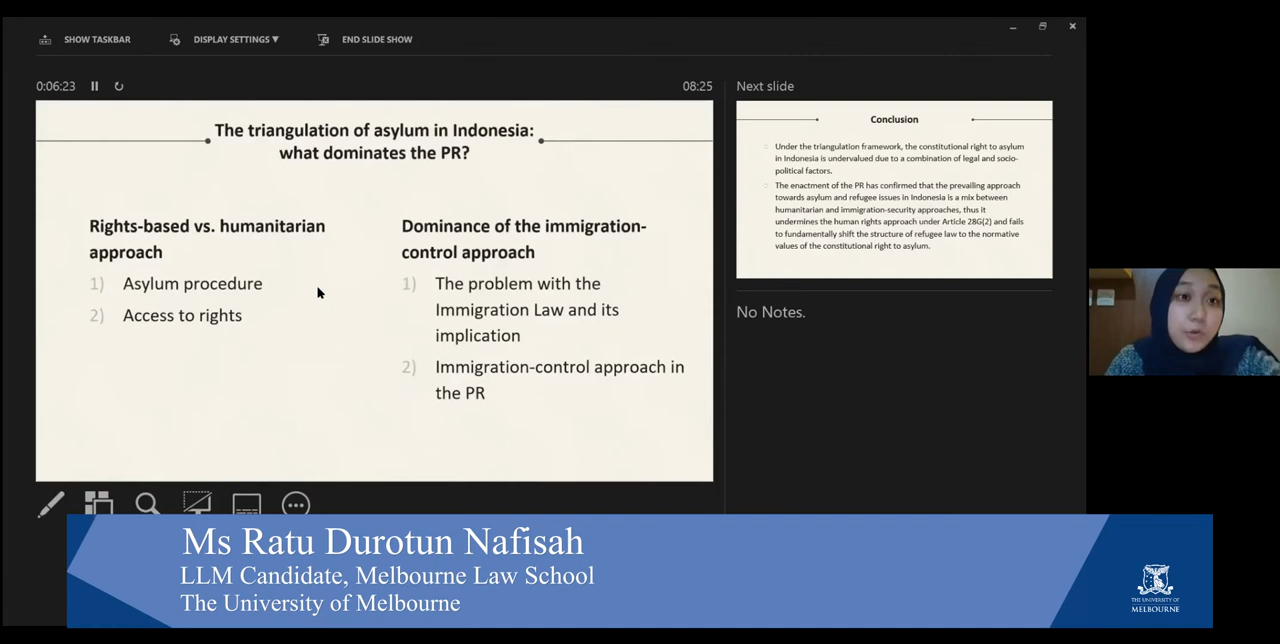 SHOW TASKBAR
DISPLAY SETTINGS ▼
END SLIDE SHOW
0:06:23
08:25
The triangulation of asylum in Indonesia:
what dominates the PR?
Rights-based vs. humanitarian
approach
1) Asylum procedure
2) Access to rights
Dominance of the immigration-
control approach
1) The problem with the
Immigration Law and its
implication
2) Immigration-control approach in
the PR
Next slide
Conclusion
Under the triangulation framework, the constitutional right to asylum
in Indonesia is undervalued due to a combination of legal and socio-
political factors.
The enactment of the PR has confirmed that the prevailing approach
towards asylum and refugee issues in Indonesia is a mix between
humanitarian and immigration-security approaches, thus it
undermines the human rights approach under Article 28G(2) and fails
to fundamentally shift the structure of refugee law to the normative
values of the constitutional right to asylum.
No Notes.
Ms Ratu Durotun Nafisah
LLM Candidate, Melbourne Law School
The University of Melbourne
THE UNIVERSITY OF
MELBOURNE